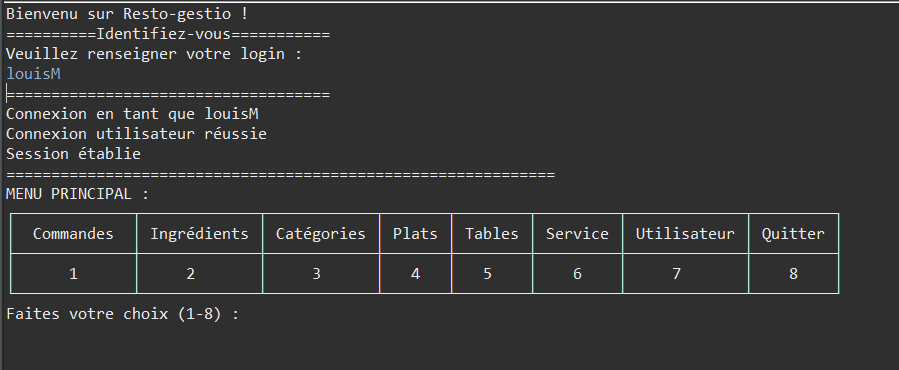 Bienvenu sur Resto-gestio !
==========Identifiez-vous===========
Veuillez renseigner votre login :
louisM
====================================
Connexion en tant que louisM
Connexion utilisateur réussie
Session établie
=============================================================
MENU PRINCIPAL :
Commandes Ingrédients Catégories Plats Tables Service Utilisateur Quitter
1 2 3 4 5 6 7 8
Faites votre choix (1-8) :